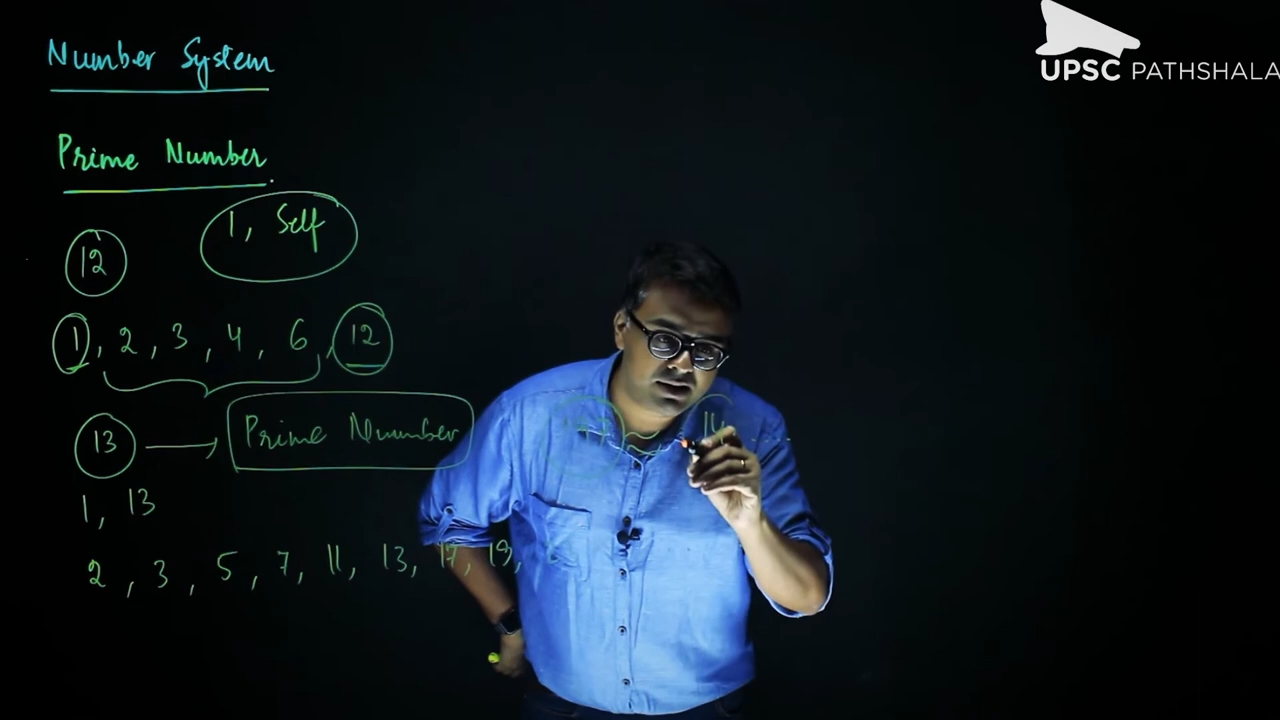 Number System
UPSC PATHSHALA
Prime Number
1, Self
12
1, 2, 3, 4, 6, 12
13 → Prime Number
1, 13
2, 3, 5, 7, 11, 13, 17, 19,